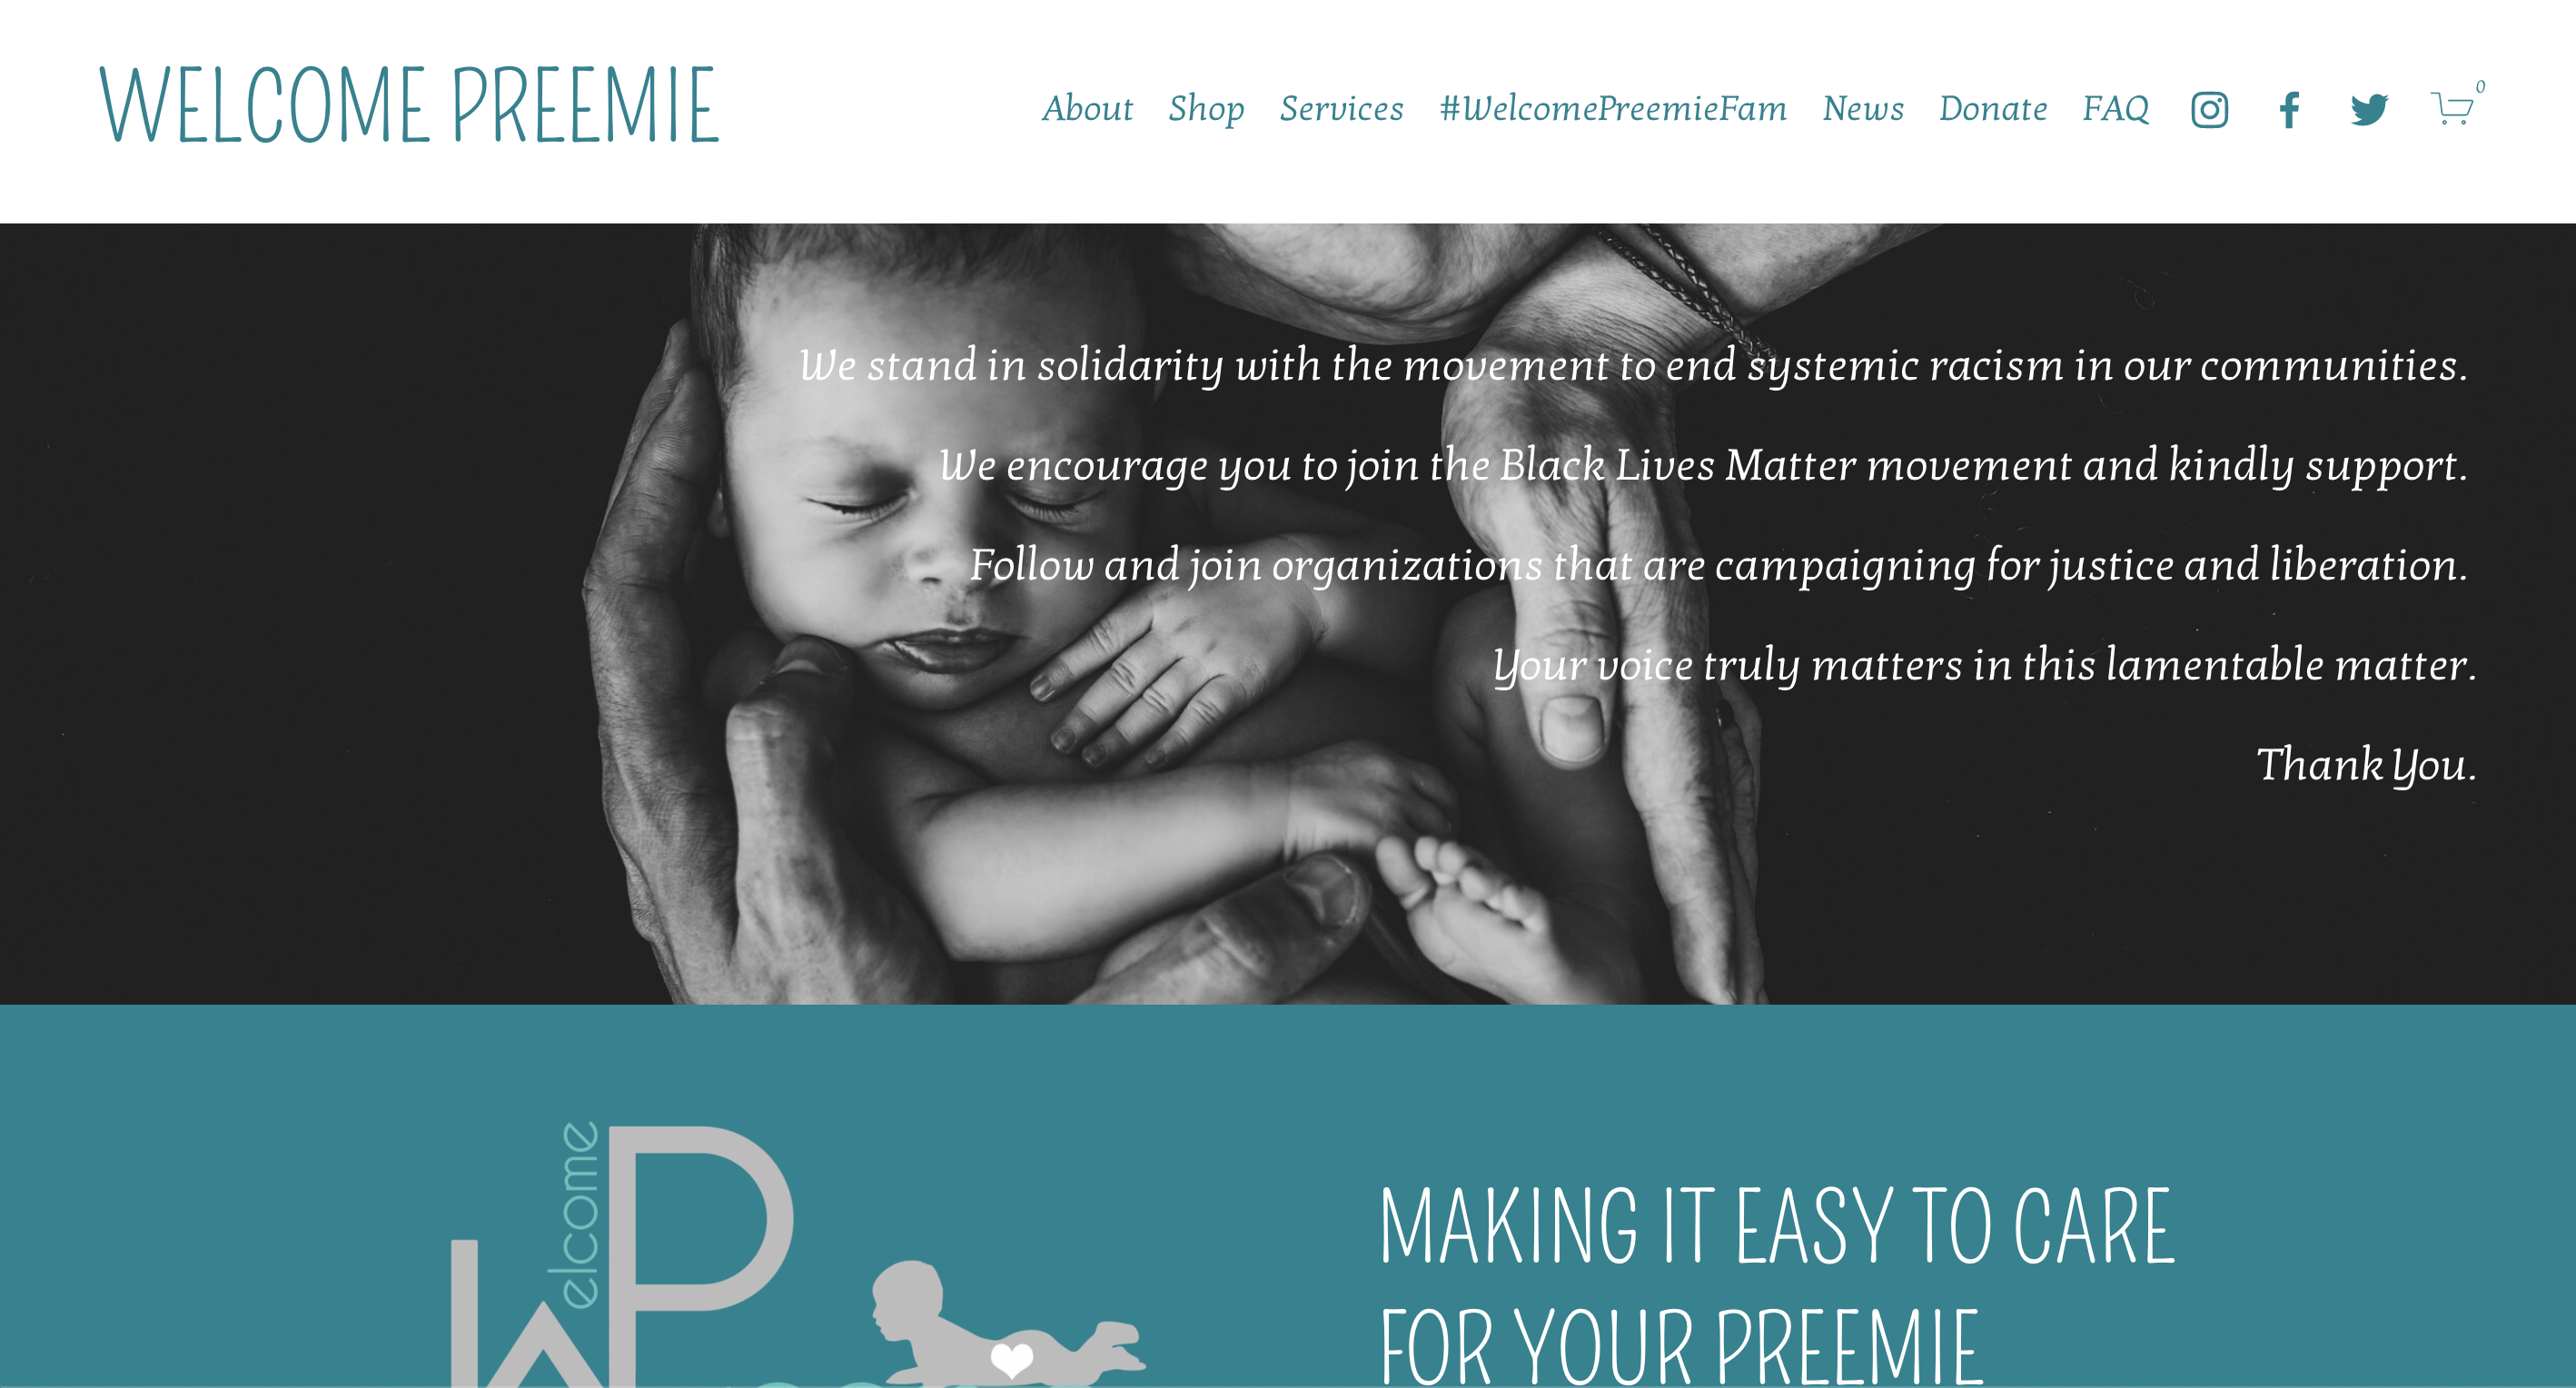 WELCOME PREEMIE
About Shop Services #WelcomePreemieFam News Donate FAQ 0
We stand in solidarity with the movement to end systemic racism in our communities.
We encourage you to join the Black Lives Matter movement and kindly support.
Follow and join organizations that are campaigning for justice and liberation.
Your voice truly matters in this lamentable matter.
Thank You.
elcome
WP
MAKING IT EASY TO CARE
FOR YOUR PREEMIE